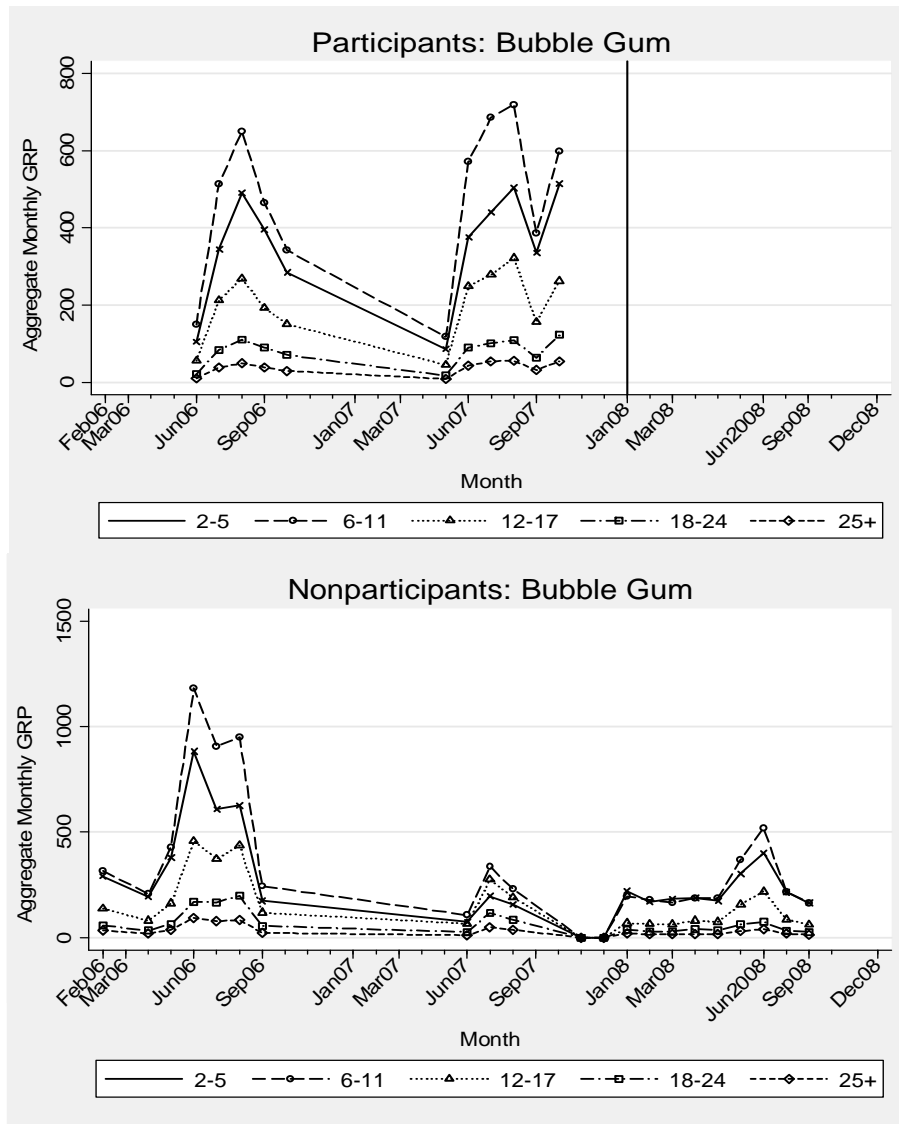 Participants: Bubble Gum
Aggregate Monthly GRP
800
600
400
200
0
Feb06
Mar06
Jun06
Sep06
Jan07
Mar07
Jun07
Sep07
Jan08
Mar08
Jun2008
Sep08
Dec08
Month
2-5 6-11 12-17 18-24 25+
Nonparticipants: Bubble Gum
Aggregate Monthly GRP
1500
1000
500
0
Feb06
Mar06
Jun06
Sep06
Jan07
Mar07
Jun07
Sep07
Jan08
Mar08
Jun2008
Sep08
Dec08
Month
2-5 6-11 12-17 18-24 25+